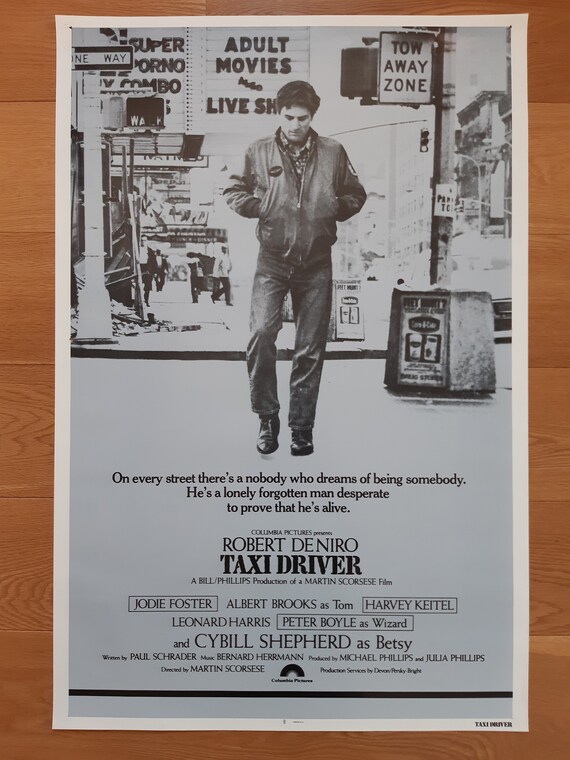 ONE WAY
SUPER
PORNO
COMBO
WALK
ADULT
MOVIES
ALSO
LIVE SH
TOW
AWAY
ZONE
On every street there's a nobody who dreams of being somebody.
He's a lonely forgotten man desperate
to prove that he's alive.
COLUMBIA PICTURES presents
ROBERT DE NIRO
TAXI DRIVER
A BILL/PHILLIPS Production of a MARTIN SCORSESE Film
JODIE FOSTER ALBERT BROOKS as Tom HARVEY KEITEL
LEONARD HARRIS PETER BOYLE as Wizard
and CYBILL SHEPHERD as Betsy
Written by PAUL SCHRADER Music BERNARD HERRMANN Produced by MICHAEL PHILLIPS and JULIA PHILLIPS
Directed by MARTIN SCORSESE Production Services by Devon/Persky-Bright
Columbia Pictures
TAXI DRIVER